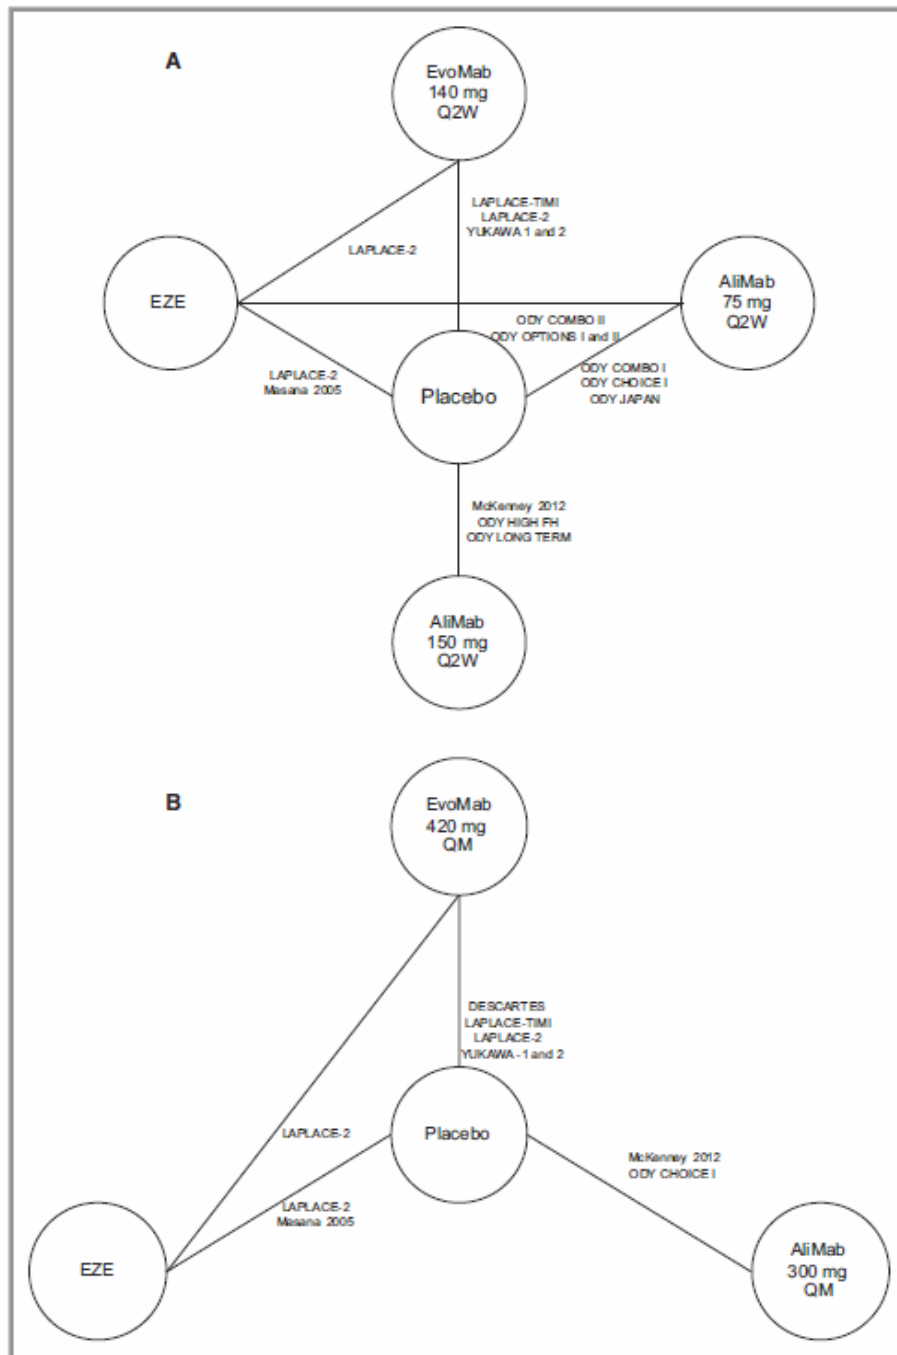 A
EvoMab
140 mg
Q2W
LAPLACE-TIMI
LAPLACE-2
YUKAWA 1 and 2
LAPLACE-2
EZE
AliMab
75 mg
Q2W
ODY COMBO II
ODY OPTIONS I and II
LAPLACE-2
Masana 2005
Placebo
ODY COMBO I
ODY CHOICE I
ODY JAPAN
McKenney 2012
ODY HIGH FH
ODY LONG TERM
AliMab
150 mg
Q2W
B
EvoMab
420 mg
QM
DESCARTES
LAPLACE-TIMI
LAPLACE-2
YUKAWA - 1 and 2
LAPLACE-2
Placebo
McKenney 2012
ODY CHOICE I
LAPLACE-2
Masana 2005
EZE
AliMab
300 mg
QM